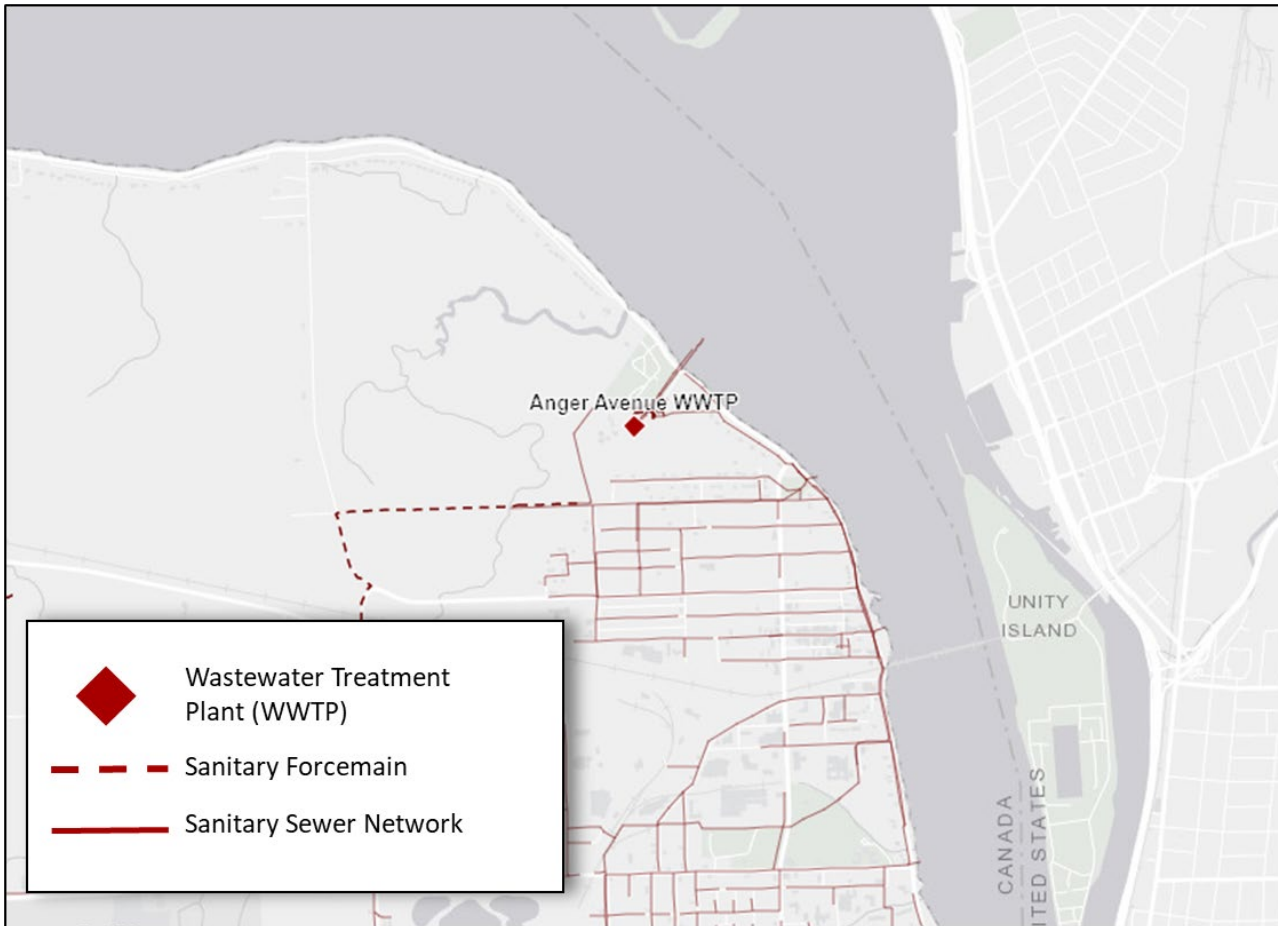 Anger Avenue WWTP
UNITY
ISLAND
Wastewater Treatment
Plant (WWTP)
Sanitary Forcemain
Sanitary Sewer Network
CANADA
ITED STATES